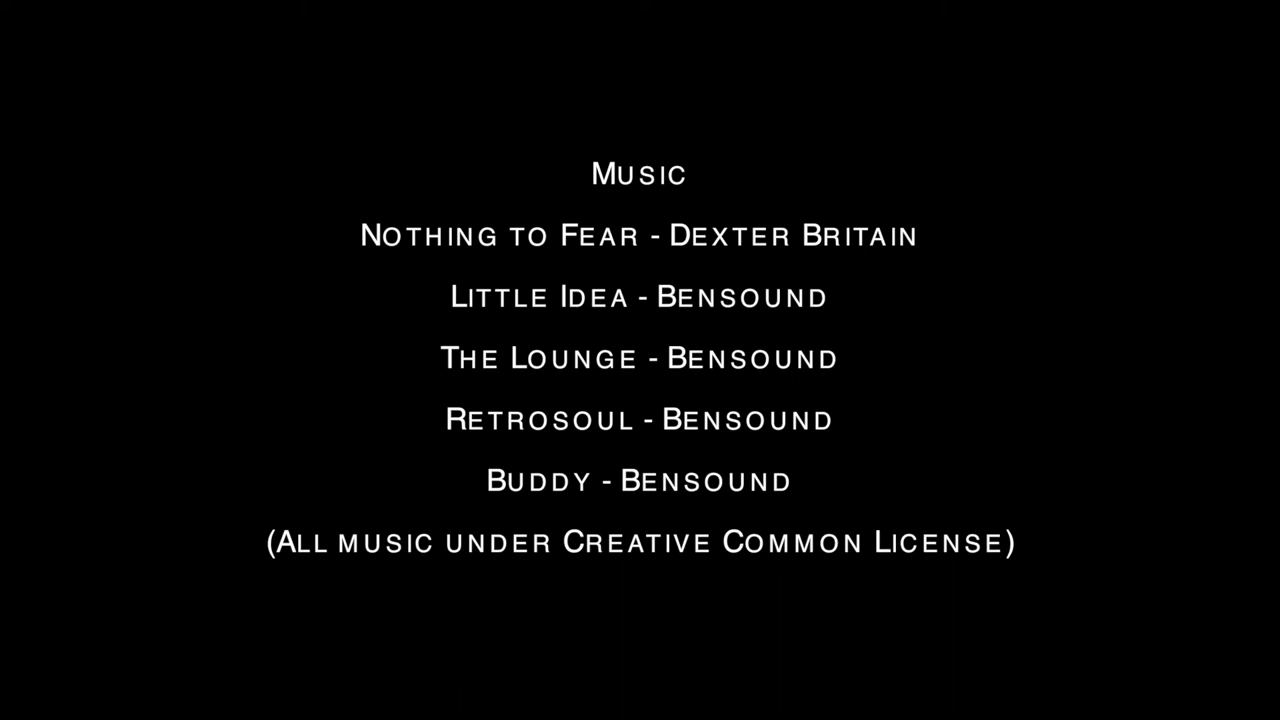 Music
Nothing to Fear - Dexter Britain
Little Idea - Bensound
The Lounge - Bensound
Retrosoul - Bensound
Buddy - Bensound
(All music under Creative Common License)